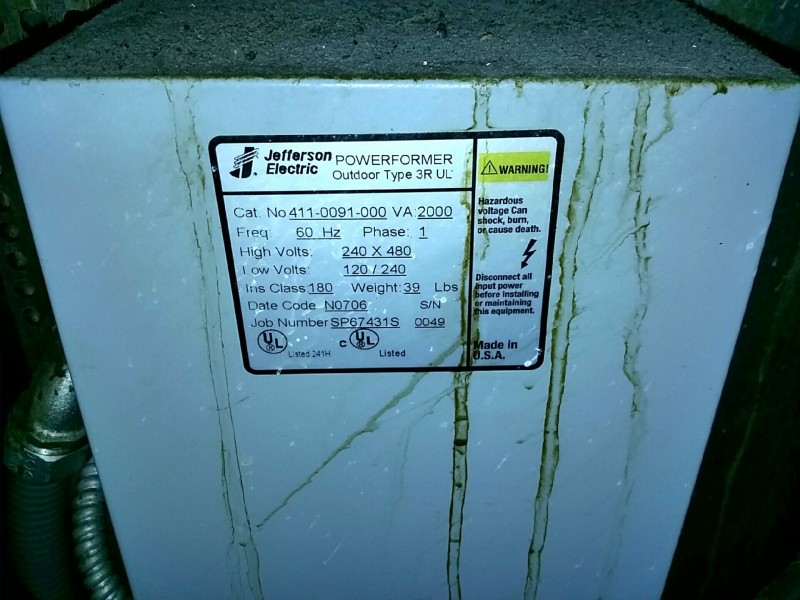 Jefferson Electric POWERFORMER
Outdoor Type 3R UL
Cat. No 411-0091-000 VA: 2000
Freq 60 Hz Phase: 1
High Volts: 240 X 480
Low Volts: 120 / 240
Ins Class: 180 Weight: 39 Lbs
Date Code N0706 S/N
Job Number SP67431S 0049
UL Listed 241H c UL Listed
WARNING!
Hazardous
voltage Can
shock, burn,
or cause death.
Disconnect all
input power
before installing
or maintaining
this equipment.
Made in
U.S.A.